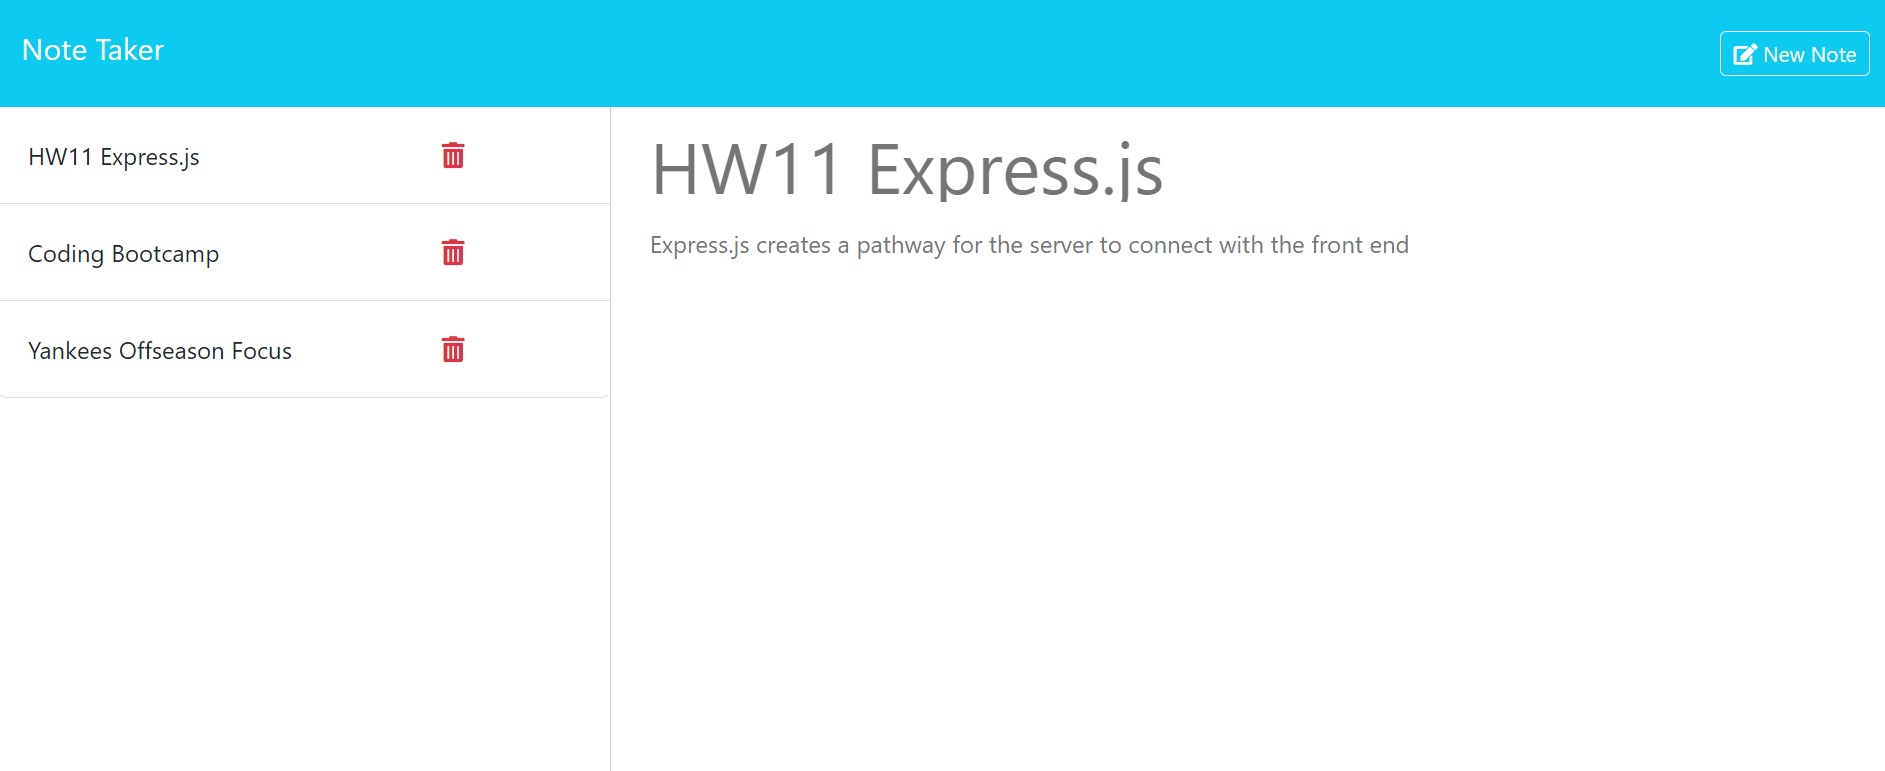 Note Taker
New Note
HW11 Express.js
Coding Bootcamp
Yankees Offseason Focus
HW11 Express.js
Express.js creates a pathway for the server to connect with the front end